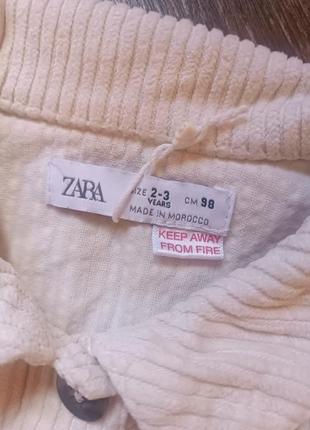 ZARA
SIZE 2-3 CM 98
YEARS
MADE IN MOROCCO
KEEP AWAY
FROM FIRE